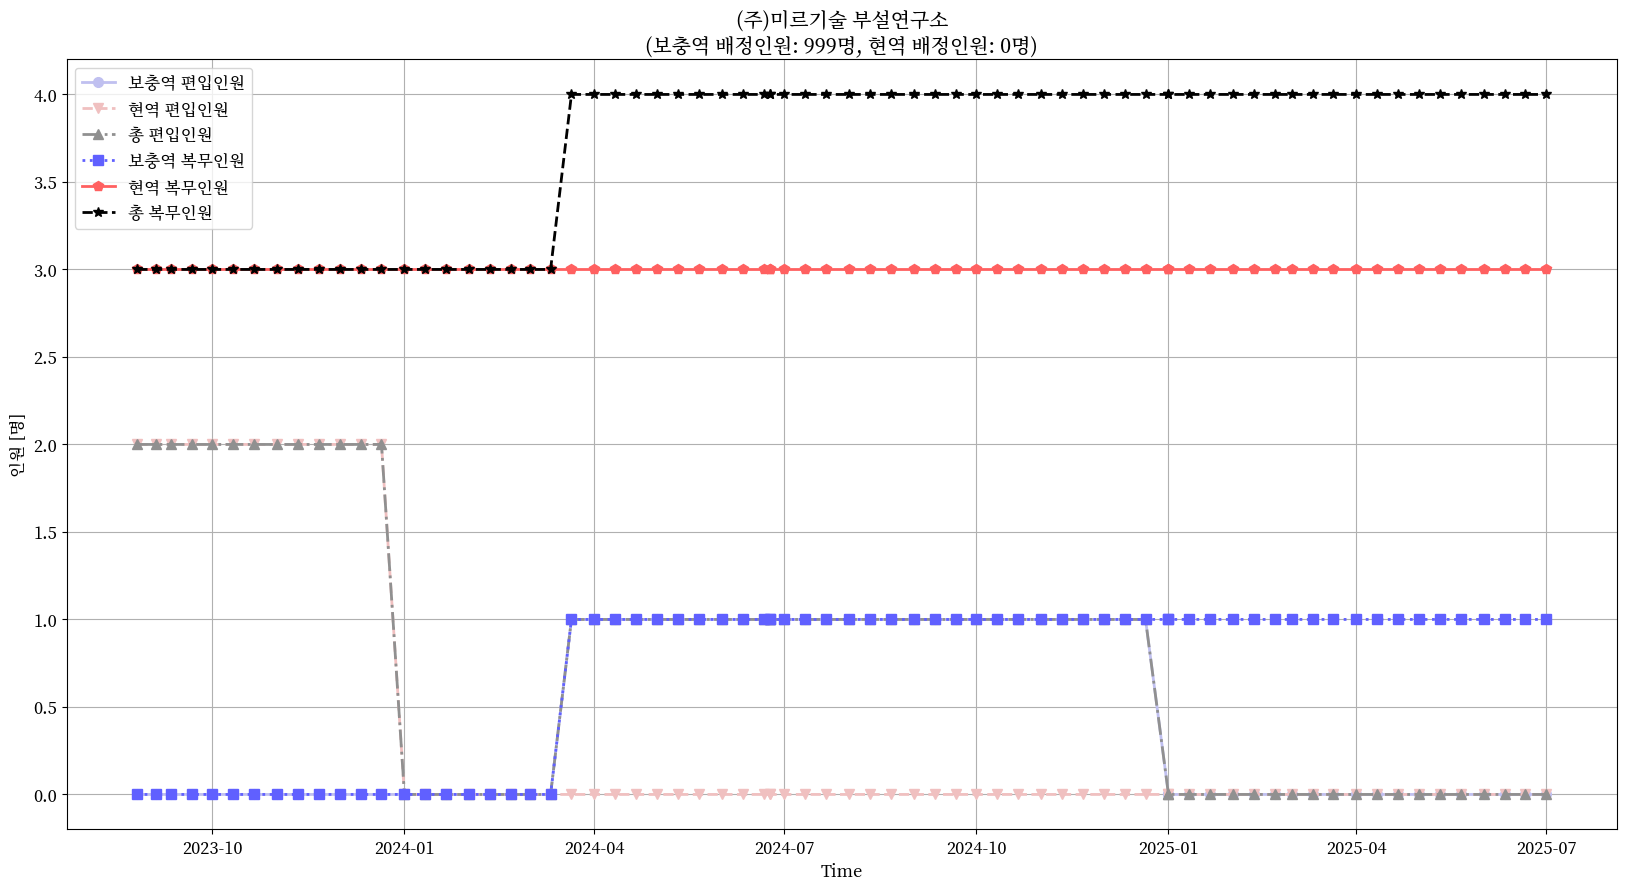 (주)미르기술 부설연구소
(보충역 배정인원: 999명, 현역 배정인원: 0명)
보충역 편입인원
현역 편입인원
총 편입인원
보충역 복무인원
현역 복무인원
총 복무인원
4.0
3.5
3.0
2.5
2.0
1.5
1.0
0.5
0.0
인원 [명]
2023-10 2024-01 2024-04 2024-07 2024-10 2025-01 2025-04 2025-07
Time